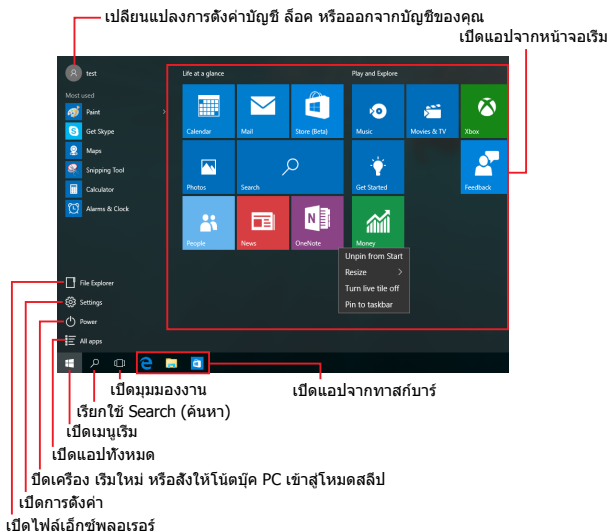 เปลี่ยนแปลงการตั้งค่าบัญชี ล็อค หรือออกจากบัญชีของคุณ
เปิดแอปจากหน้าจอเริ่ม
test
Life at a glance
Play and Explore
Most used
Paint
Get Skype
Maps
Snipping Tool
Calculator
Alarms & Clock
Calendar
Mail
Store (Beta)
Music
Movies & TV
Xbox
Photos
Search
Get Started
Feedback
People
News
OneNote
Money
Unpin from Start
Resize
Turn live tile off
Pin to taskbar
File Explorer
Settings
Power
All apps
เปิดมุมมองงาน
เปิดแอปจากทาสก์บาร์
เรียกใช้ Search (ค้นหา)
เปิดเมนูเริ่ม
เปิดแอปทั้งหมด
ปิดเครื่อง เริ่มใหม่ หรือสั่งให้โน้ตบุ๊ค PC เข้าสู่โหมดสลีป
เปิดการตั้งค่า
เปิดไฟล์เอ็กซ์พลอเรอร์